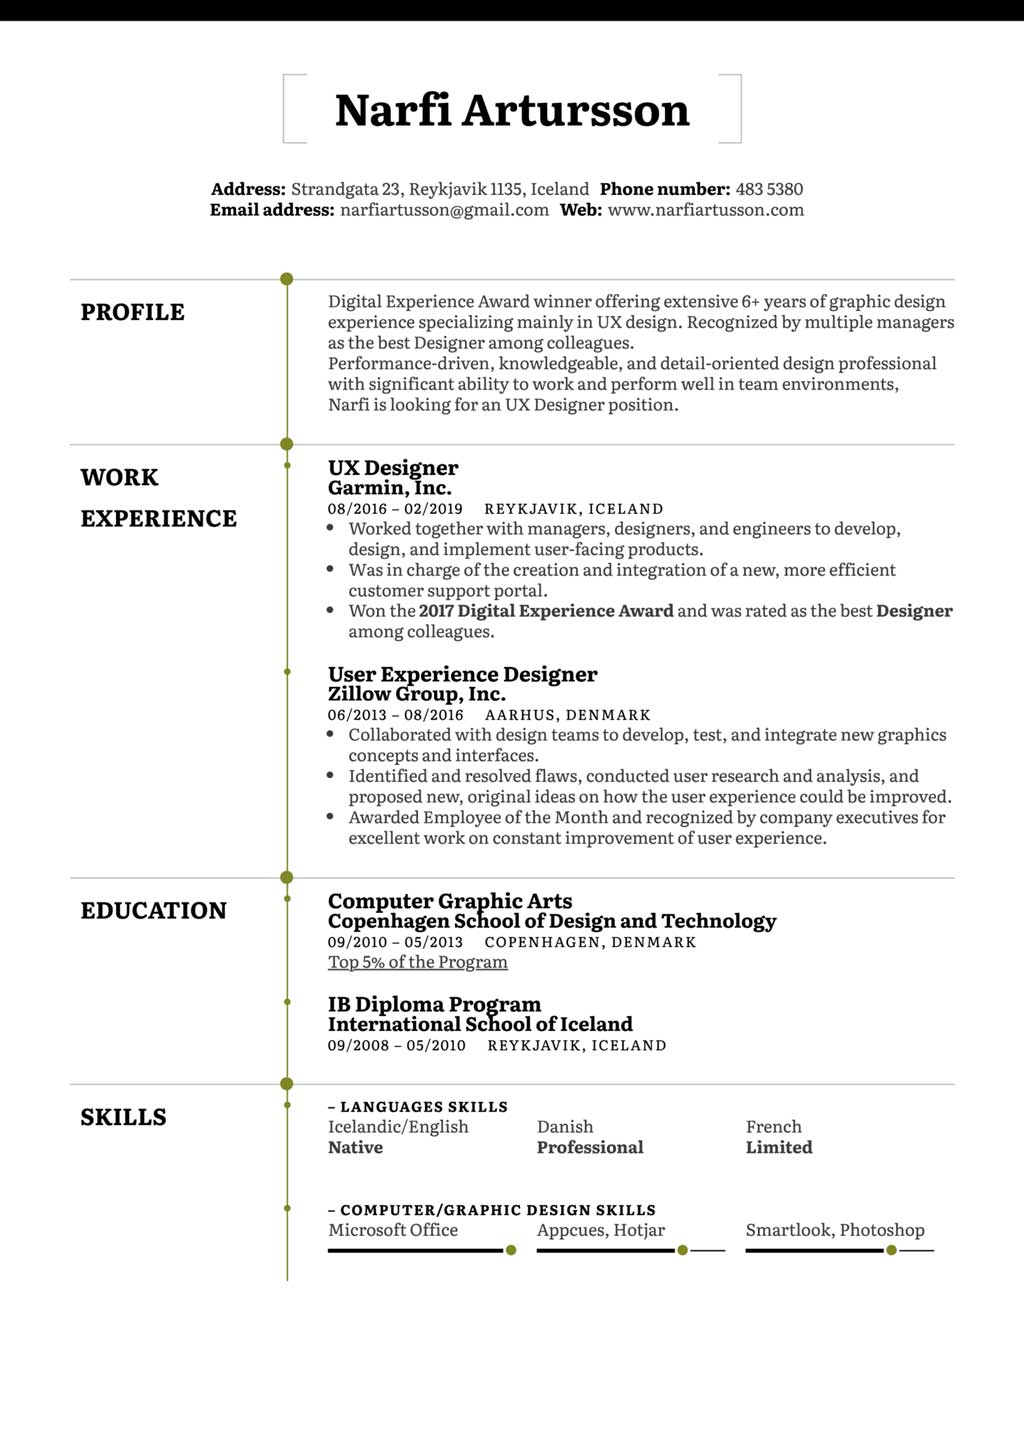 Narfi Artursson
Address: Strandgata 23, Reykjavik 1135, Iceland Phone number: 483 5380
Email address: narfiartusson@gmail.com Web: www.narfiartusson.com
PROFILE
Digital Experience Award winner offering extensive 6+ years of graphic design
experience specializing mainly in UX design. Recognized by multiple managers
as the best Designer among colleagues.
Performance-driven, knowledgeable, and detail-oriented design professional
with significant ability to work and perform well in team environments,
Narfi is looking for an UX Designer position.
WORK
EXPERIENCE
UX Designer
Garmin, Inc.
08/2016 – 02/2019 REYKJAVIK, ICELAND
• Worked together with managers, designers, and engineers to develop,
design, and implement user-facing products.
• Was in charge of the creation and integration of a new, more efficient
customer support portal.
• Won the 2017 Digital Experience Award and was rated as the best Designer
among colleagues.
User Experience Designer
Zillow Group, Inc.
06/2013 – 08/2016 AARHUS, DENMARK
• Collaborated with design teams to develop, test, and integrate new graphics
concepts and interfaces.
• Identified and resolved flaws, conducted user research and analysis, and
proposed new, original ideas on how the user experience could be improved.
• Awarded Employee of the Month and recognized by company executives for
excellent work on constant improvement of user experience.
EDUCATION
Computer Graphic Arts
Copenhagen School of Design and Technology
09/2010 – 05/2013 COPENHAGEN, DENMARK
Top 5% of the Program
IB Diploma Program
International School of Iceland
09/2008 – 05/2010 REYKJAVIK, ICELAND
SKILLS
– LANGUAGES SKILLS
Icelandic/English Danish French
Native Professional Limited
– COMPUTER/GRAPHIC DESIGN SKILLS
Microsoft Office Appcues, Hotjar Smartlook, Photoshop